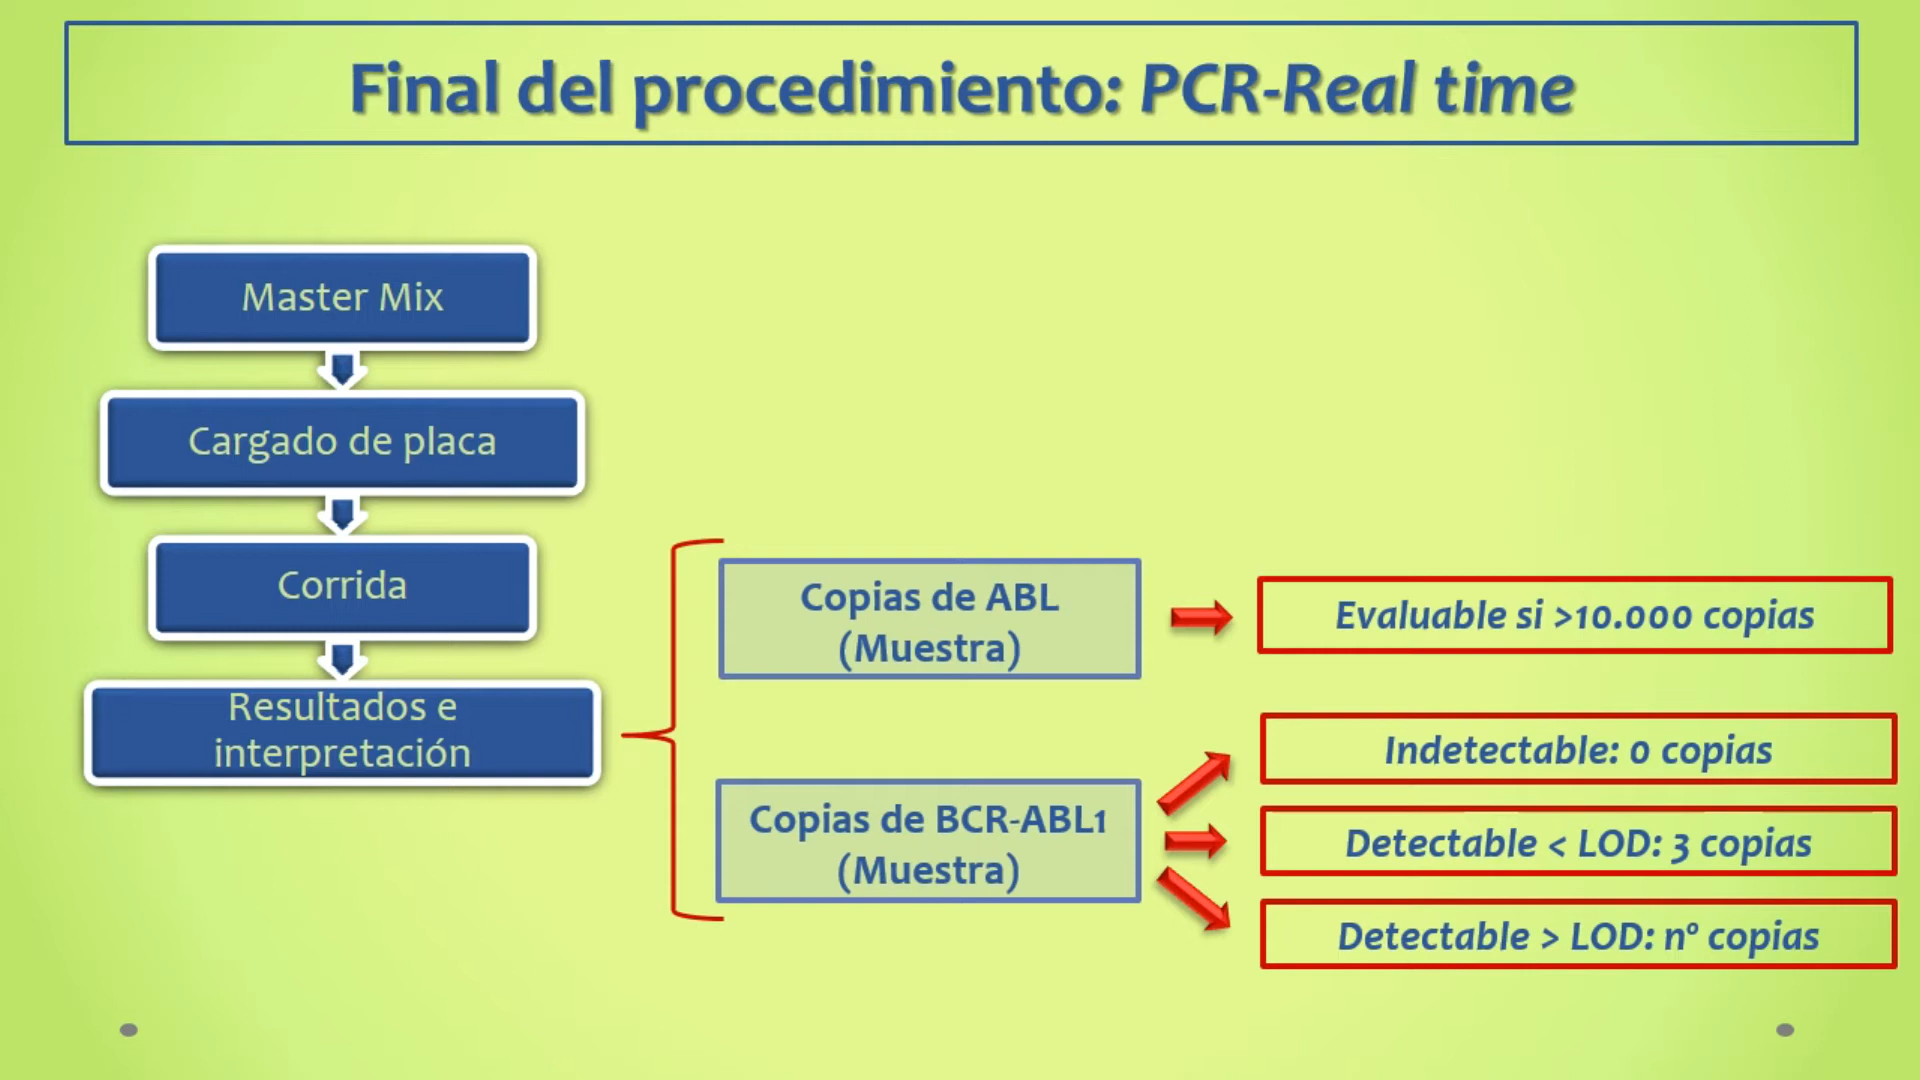 Final del procedimiento: PCR-Real time
Master Mix
Cargado de placa
Corrida
Resultados e
interpretación
Copias de ABL
(Muestra)
Evaluable si >10.000 copias
Copias de BCR-ABL1
(Muestra)
Indetectable: 0 copias
Detectable < LOD: 3 copias
Detectable > LOD: nº copias